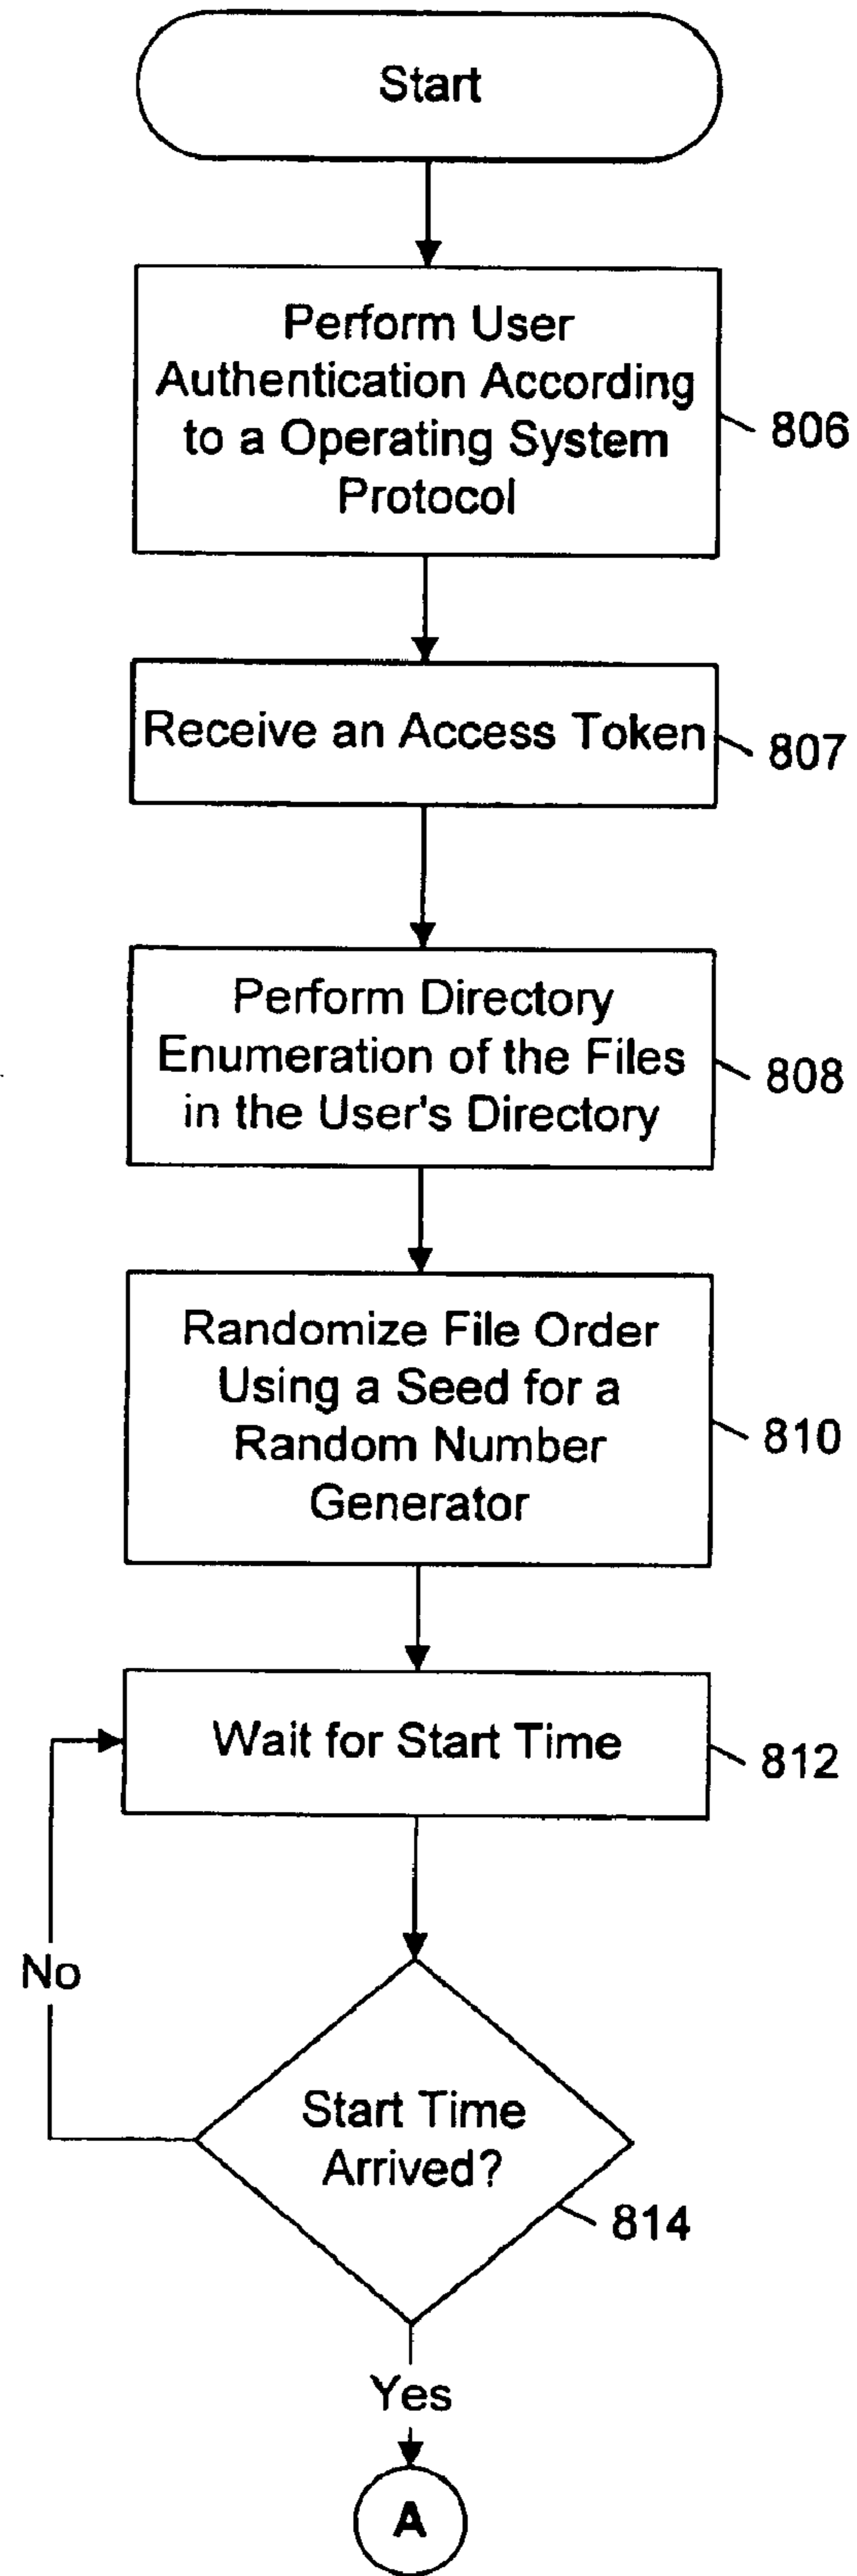 Start
Perform User
Authentication According
to a Operating System
Protocol
806
Receive an Access Token
807
Perform Directory
Enumeration of the Files
in the User's Directory
808
Randomize File Order
Using a Seed for a
Random Number
Generator
810
Wait for Start Time
812
No
Start Time
Arrived?
814
Yes
A